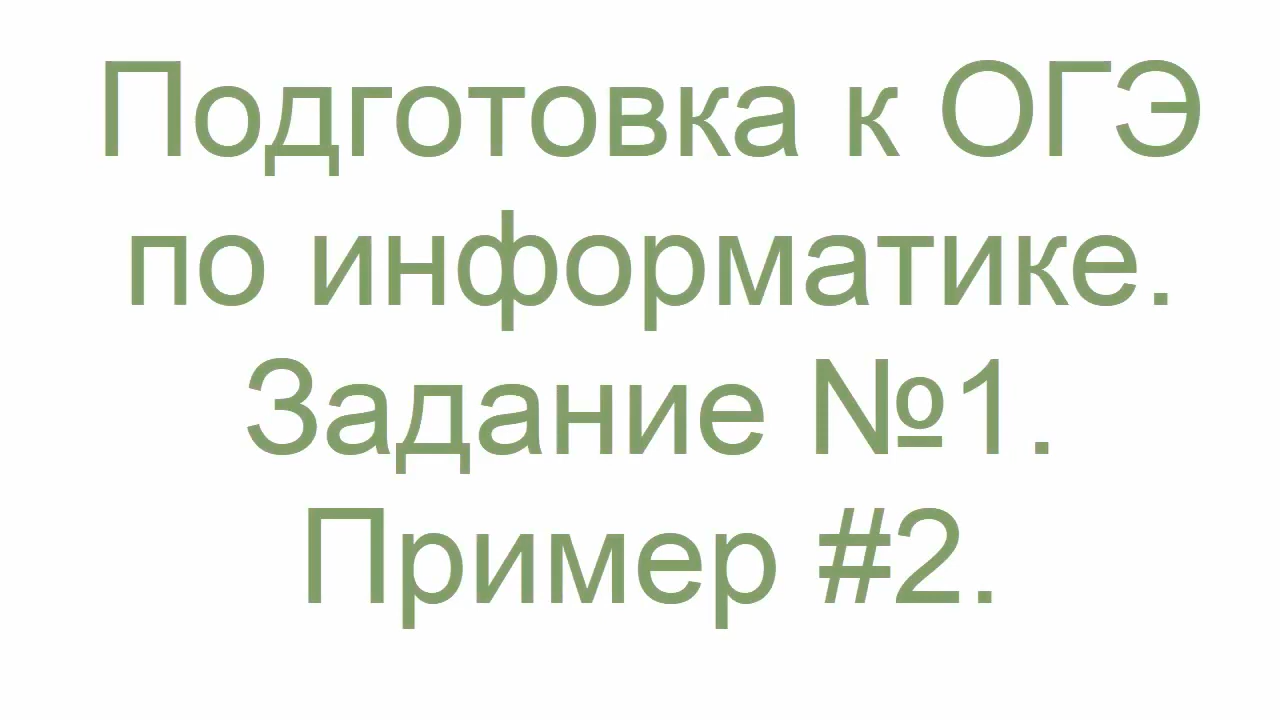 Подготовка к ОГЭ
по информатике.
Задание №1.
Пример #2.